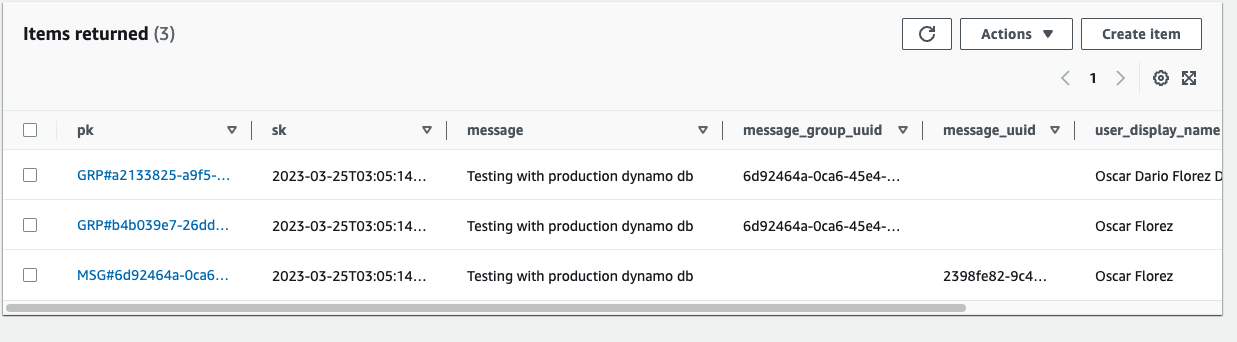 Items returned (3)
Actions
Create item
1
pk sk message message_group_uuid message_uuid user_display_name
GRP#a2133825-a9f5-... 2023-03-25T03:05:14... Testing with production dynamo db 6d92464a-0ca6-45e4-... Oscar Dario Florez D
GRP#b4b039e7-26dd... 2023-03-25T03:05:14... Testing with production dynamo db 6d92464a-0ca6-45e4-... Oscar Florez
MSG#6d92464a-0ca6... 2023-03-25T03:05:14... Testing with production dynamo db 2398fe82-9c4... Oscar Florez